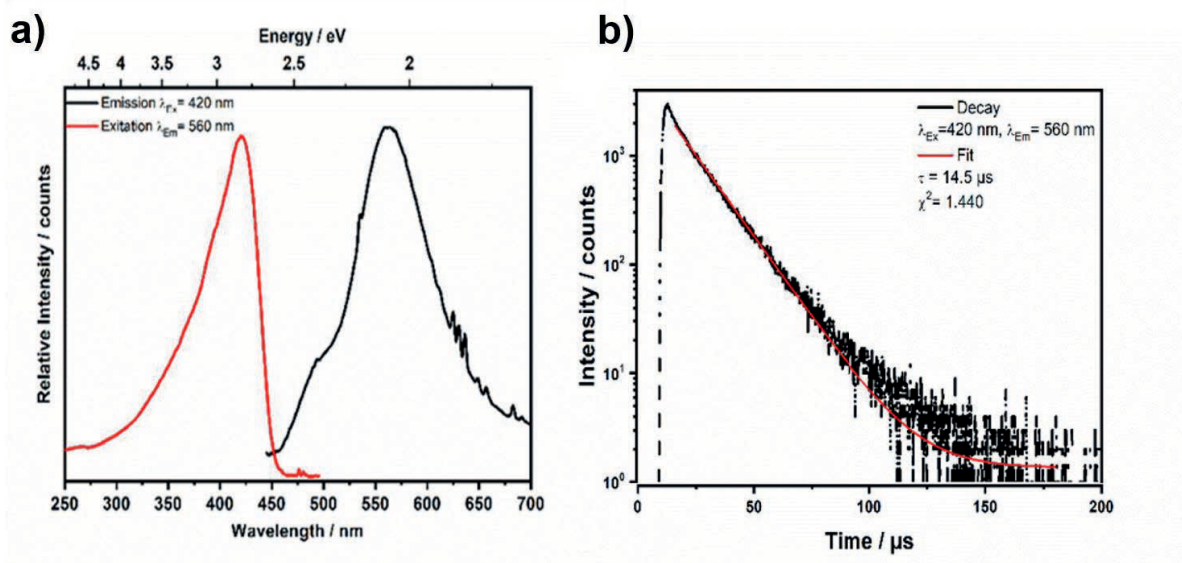 a)
Energy / eV
4.5 4 3.5 3 2.5 2
Emission λEx= 420 nm
Exitation λEm= 560 nm
Relative Intensity / counts
250 300 350 400 450 500 550 600 650 700
Wavelength / nm
b)
Decay
λEx=420 nm, λEm= 560 nm
Fit
τ = 14.5 µs
χ²= 1.440
Intensity / counts
10³
10²
10¹
10⁰
0 50 100 150 200
Time / µs